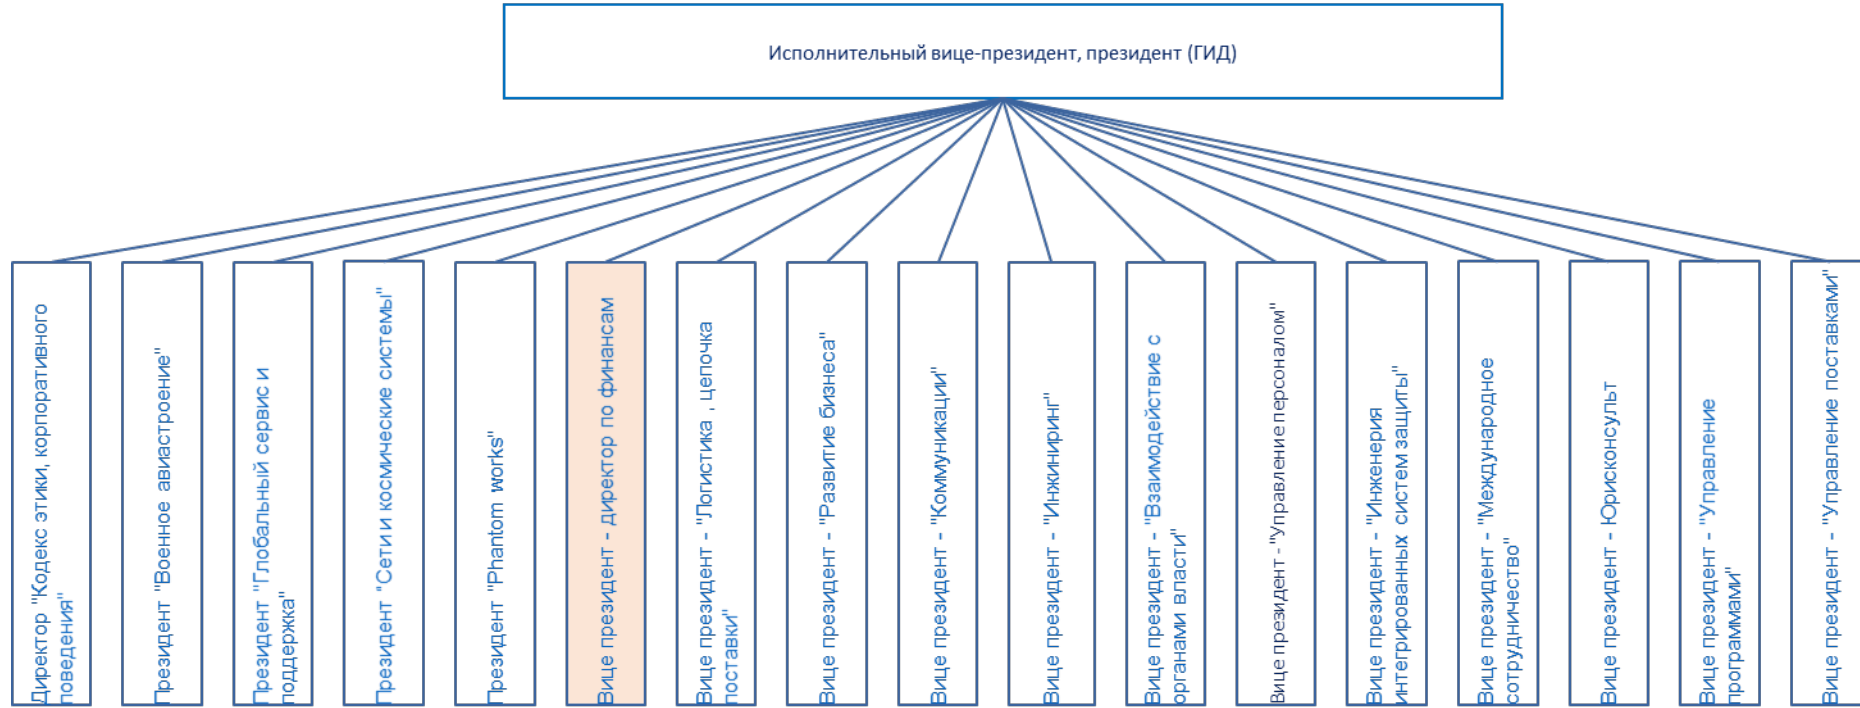 Исполнительный вице-президент, президент (ГИД)
Директор "Кодекс этики, корпоративного
поведения"
Президент "Военное авиастроение"
Президент "Глобальный сервис и
поддержка"
Президент "Сети и космические системы"
Президент "Phantom works"
Вице президент - директор по финансам
Вице президент - "Логистика , цепочка
поставки"
Вице президент - "Развитие бизнеса"
Вице президент - "Коммуникации"
Вице президент - "Инжиниринг"
Вице президент - "Взаимодействие с
органами власти"
Вице президент - "Управление персоналом"
Вице президент - "Инженерия
интегрированных систем защиты"
Вице президент - "Международное
сотрудничество"
Вице президент - Юрисконсульт
Вице президент - "Управление
программами"
Вице президент - "Управление поставками"